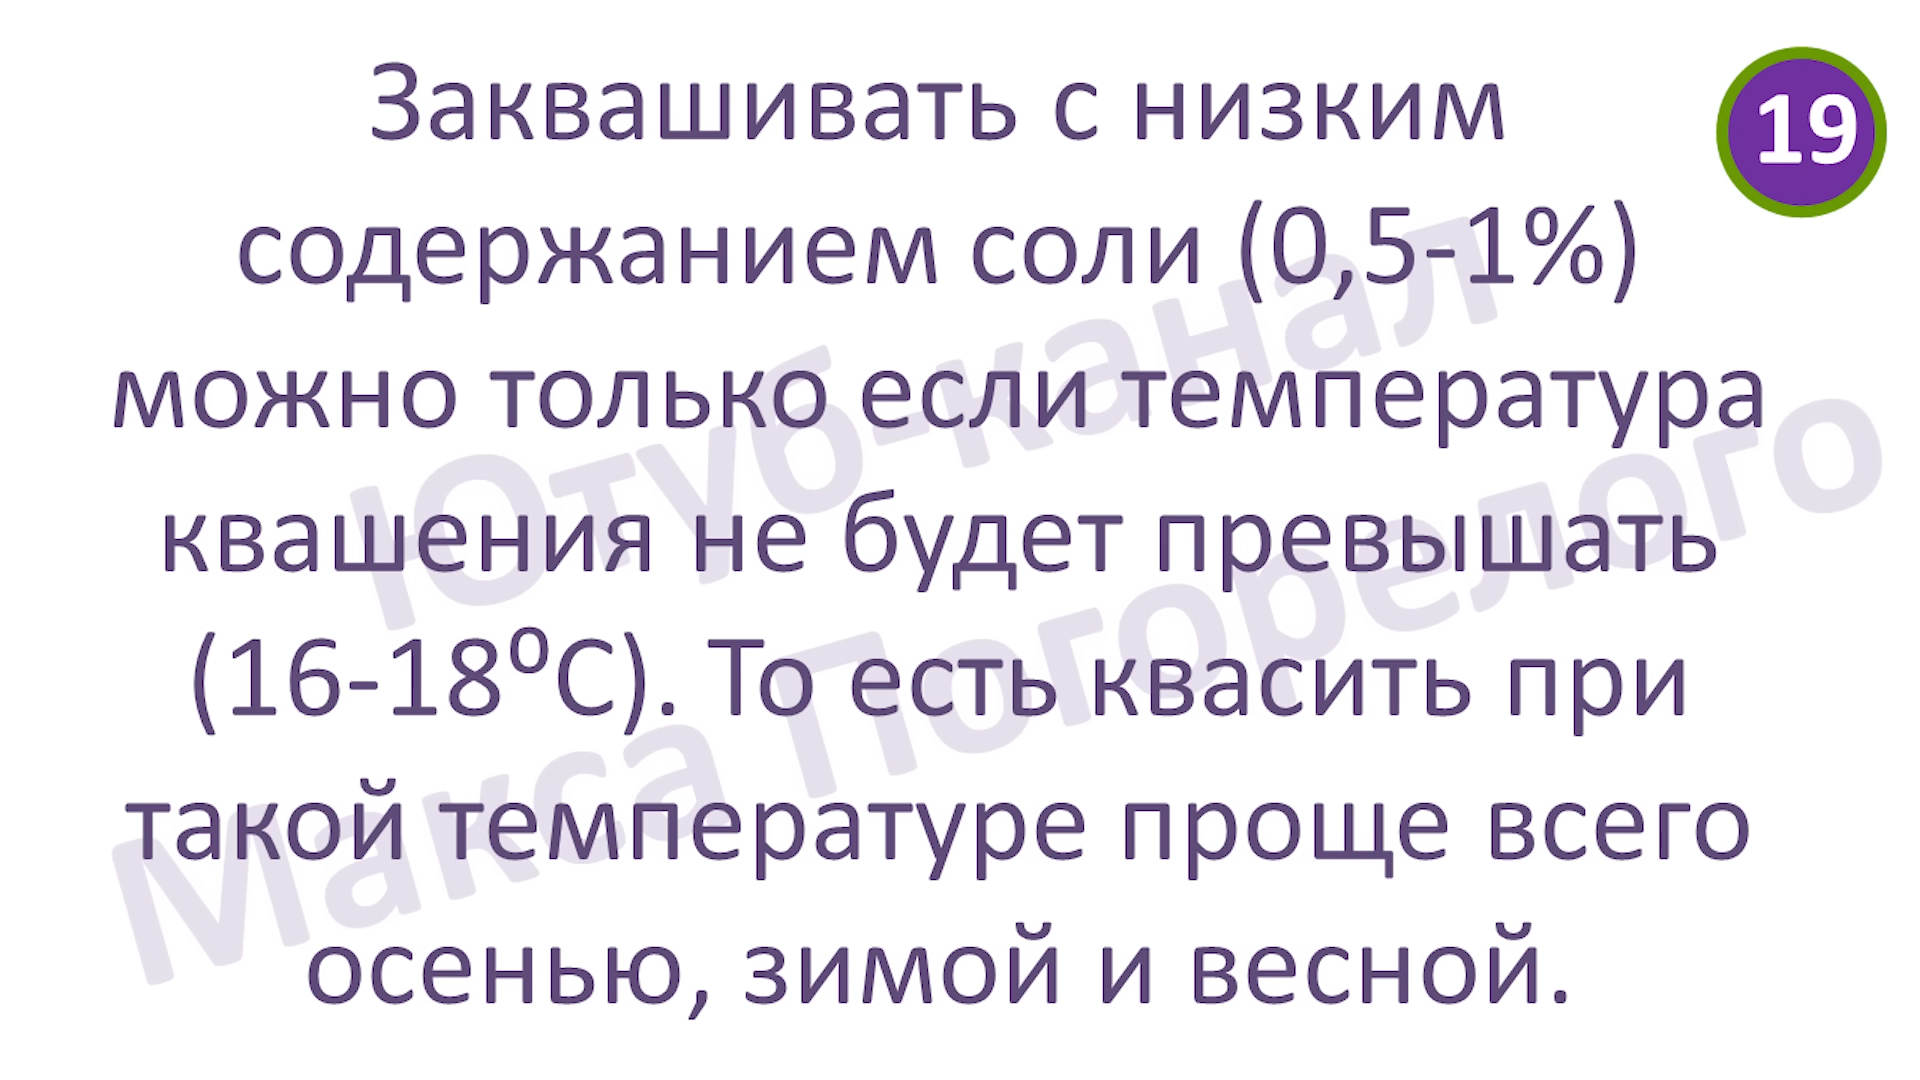 Заквашивать с низким
19
содержанием соли (0,5-1%)
можно только если температура
квашения не будет превышать
(16-18⁰С). То есть квасить при
такой температуре проще всего
осенью, зимой и весной.
Ютуб-канал
Макса Погорелого